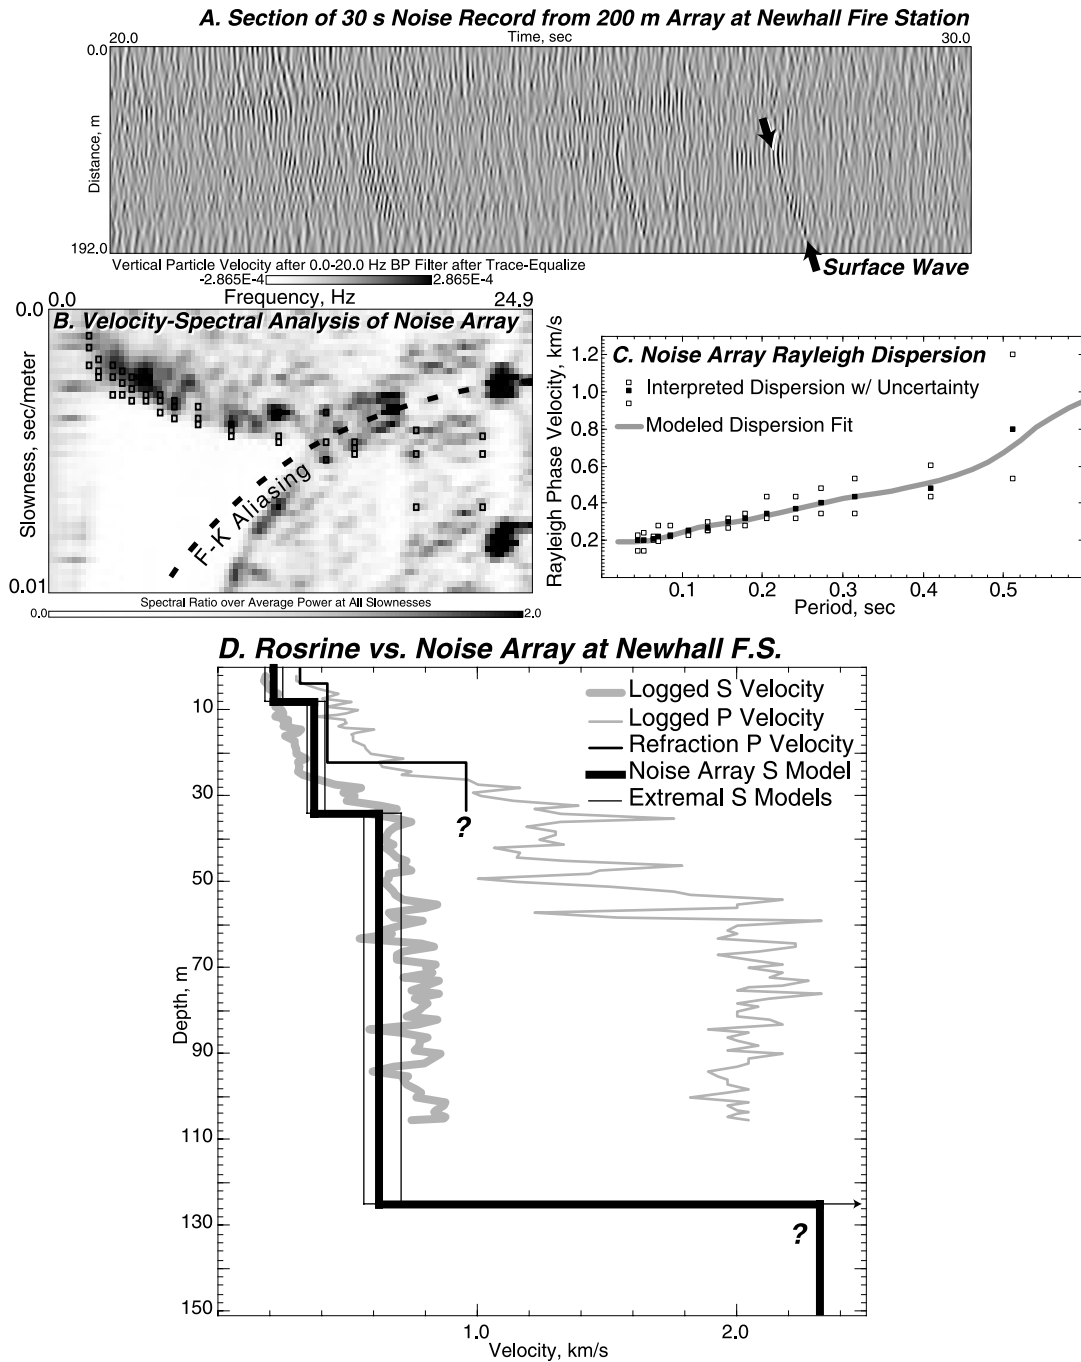 A. Section of 30 s Noise Record from 200 m Array at Newhall Fire Station
20.0 Time, sec 30.0
0.0
Distance, m
192.0
Vertical Particle Velocity after 0.0-20.0 Hz BP Filter after Trace-Equalize
-2.865E-4 2.865E-4
Surface Wave
0.0 Frequency, Hz 24.9
0.0
B. Velocity-Spectral Analysis of Noise Array
Slowness, sec/meter
F-K Aliasing
0.01
Spectral Ratio over Average Power at All Slownesses
0.0 2.0
C. Noise Array Rayleigh Dispersion
Interpreted Dispersion w/ Uncertainty
Modeled Dispersion Fit
Rayleigh Phase Velocity, km/s
1.2
1.0
0.8
0.6
0.4
0.2
0.1 0.2 0.3 0.4 0.5
Period, sec
D. Rosrine vs. Noise Array at Newhall F.S.
Logged S Velocity
Logged P Velocity
Refraction P Velocity
Noise Array S Model
Extremal S Models
?
?
Depth, m
10
30
50
70
90
110
130
150
1.0 2.0
Velocity, km/s